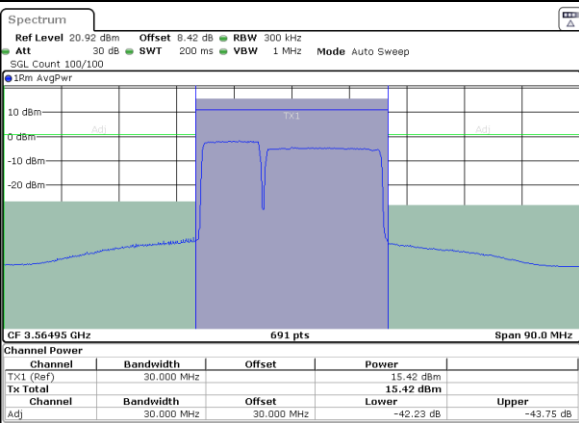 Spectrum
Ref Level 20.92 dBm Offset 8.42 dB RBW 300 kHz
Att 30 dB SWT 200 ms VBW 1 MHz Mode Auto Sweep
SGL Count 100/100
1Rm AvgPwr
10 dBm
TX1
Adj Adj
0 dBm
-10 dBm
-20 dBm
CF 3.56495 GHz 691 pts Span 90.0 MHz
Channel Power
Channel Bandwidth Offset Power
TX1 (Ref) 30.000 MHz 15.42 dBm
Tx Total 15.42 dBm
Channel Bandwidth Offset Lower Upper
Adj 30.000 MHz 30.000 MHz -42.23 dB -43.75 dB